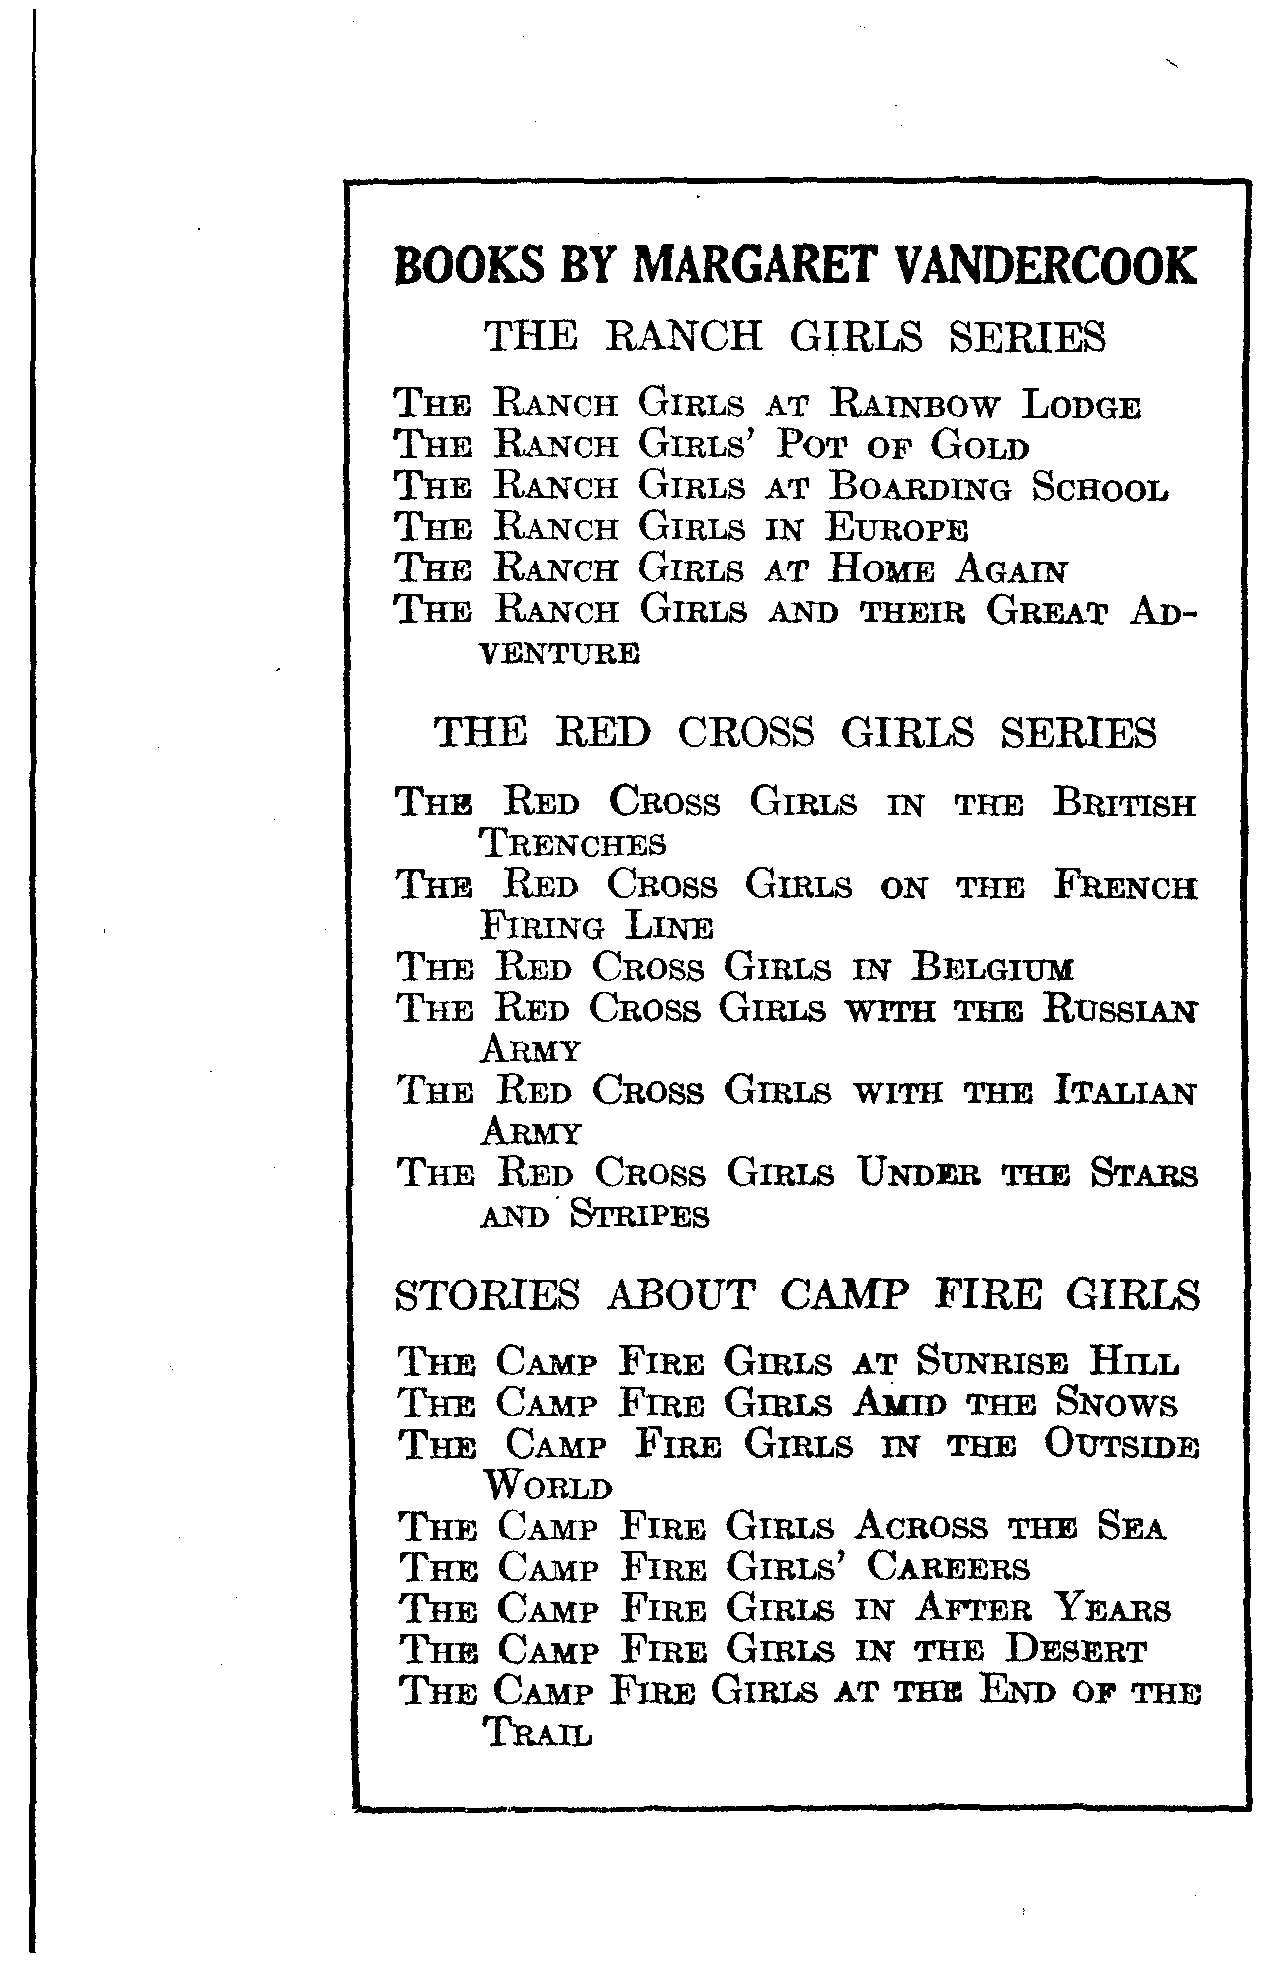 BOOKS BY MARGARET VANDERCOOK
THE RANCH GIRLS SERIES
The Ranch Girls at Rainbow Lodge
The Ranch Girls' Pot of Gold
The Ranch Girls at Boarding School
The Ranch Girls in Europe
The Ranch Girls at Home Again
The Ranch Girls and their Great Ad-
venture
THE RED CROSS GIRLS SERIES
The Red Cross Girls in the British
Trenches
The Red Cross Girls on the French
Firing Line
The Red Cross Girls in Belgium
The Red Cross Girls with the Russian
Army
The Red Cross Girls with the Italian
Army
The Red Cross Girls Under the Stars
and Stripes
STORIES ABOUT CAMP FIRE GIRLS
The Camp Fire Girls at Sunrise Hill
The Camp Fire Girls Amid the Snows
The Camp Fire Girls in the Outside
World
The Camp Fire Girls Across the Sea
The Camp Fire Girls' Careers
The Camp Fire Girls in After Years
The Camp Fire Girls in the Desert
The Camp Fire Girls at the End of the
Trail